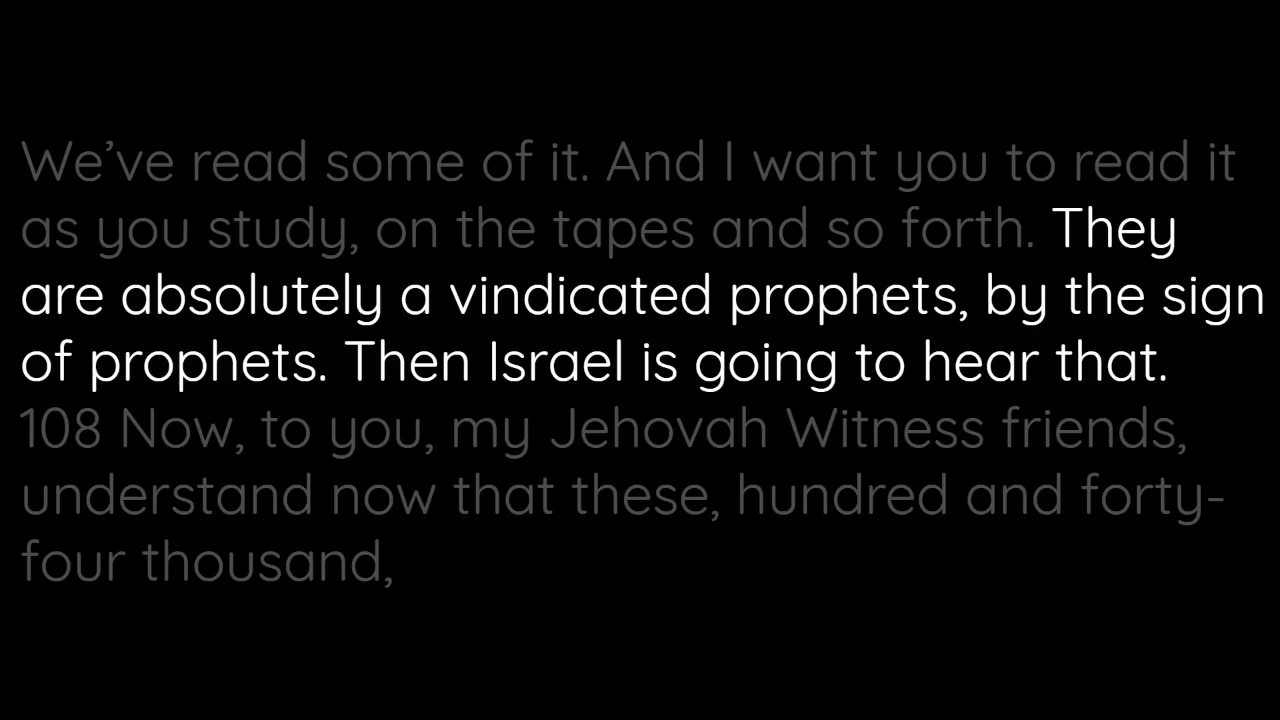 We’ve read some of it. And I want you to read it
as you study, on the tapes and so forth. They
are absolutely a vindicated prophets, by the sign
of prophets. Then Israel is going to hear that.
108 Now, to you, my Jehovah Witness friends,
understand now that these, hundred and forty-
four thousand,